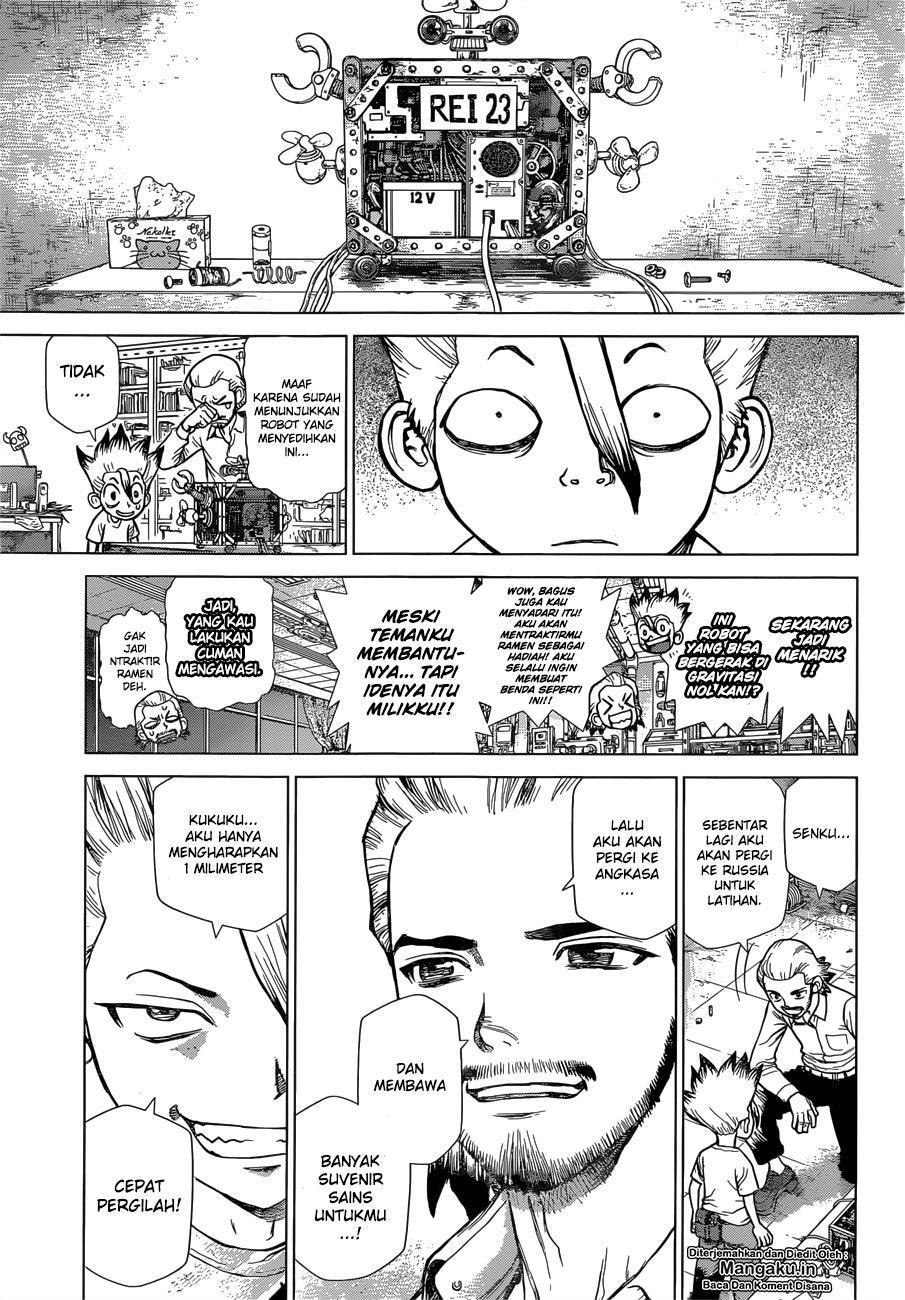 REI 23
12 V
Nekolkz
MAAF
KARENA SUDAH
MENUNJUKKAN
ROBOT YANG
MENYEDIHKAN
INI...
TIDAK
...
SEKARANG
JADI
MENARIK
!!
INI
ROBOT
YANG BISA
BERGERAK DI
GRAVITASI
NOL KAN!?
WOW, BAGUS
JUGA KAU
MENYADARI ITU!
AKU AKAN
MENTRAKTIRMU
RAMEN SEBAGAI
HADIAH! AKU
SELALU INGIN
MEMBUAT
BENDA SEPERTI
INI!!
MESKI
TEMANKU
MEMBANTU-
NYA... TAPI
IDENYA ITU
MILIKKU!!
JADI,
YANG KAU
LAKUKAN
CUMAN
MENGAWASI.
GAK
JADI
NTRAKTIR
RAMEN
DEH.
SENKU...
SEBENTAR
LAGI AKU
AKAN PERGI
KE RUSSIA
UNTUK
LATIHAN.
LALU
AKU AKAN
PERGI KE
ANGKASA
...
DAN
MEMBAWA
BANYAK
SUVENIR
SAINS
UNTUKMU
...!
KUKUKU...
AKU HANYA
MENGHARAPKAN
1 MILIMETER
CEPAT
PERGILAH!
Diterjemahkan dan Diedit Oleh :
Mangaku.in
Baca Dan Koment Disana